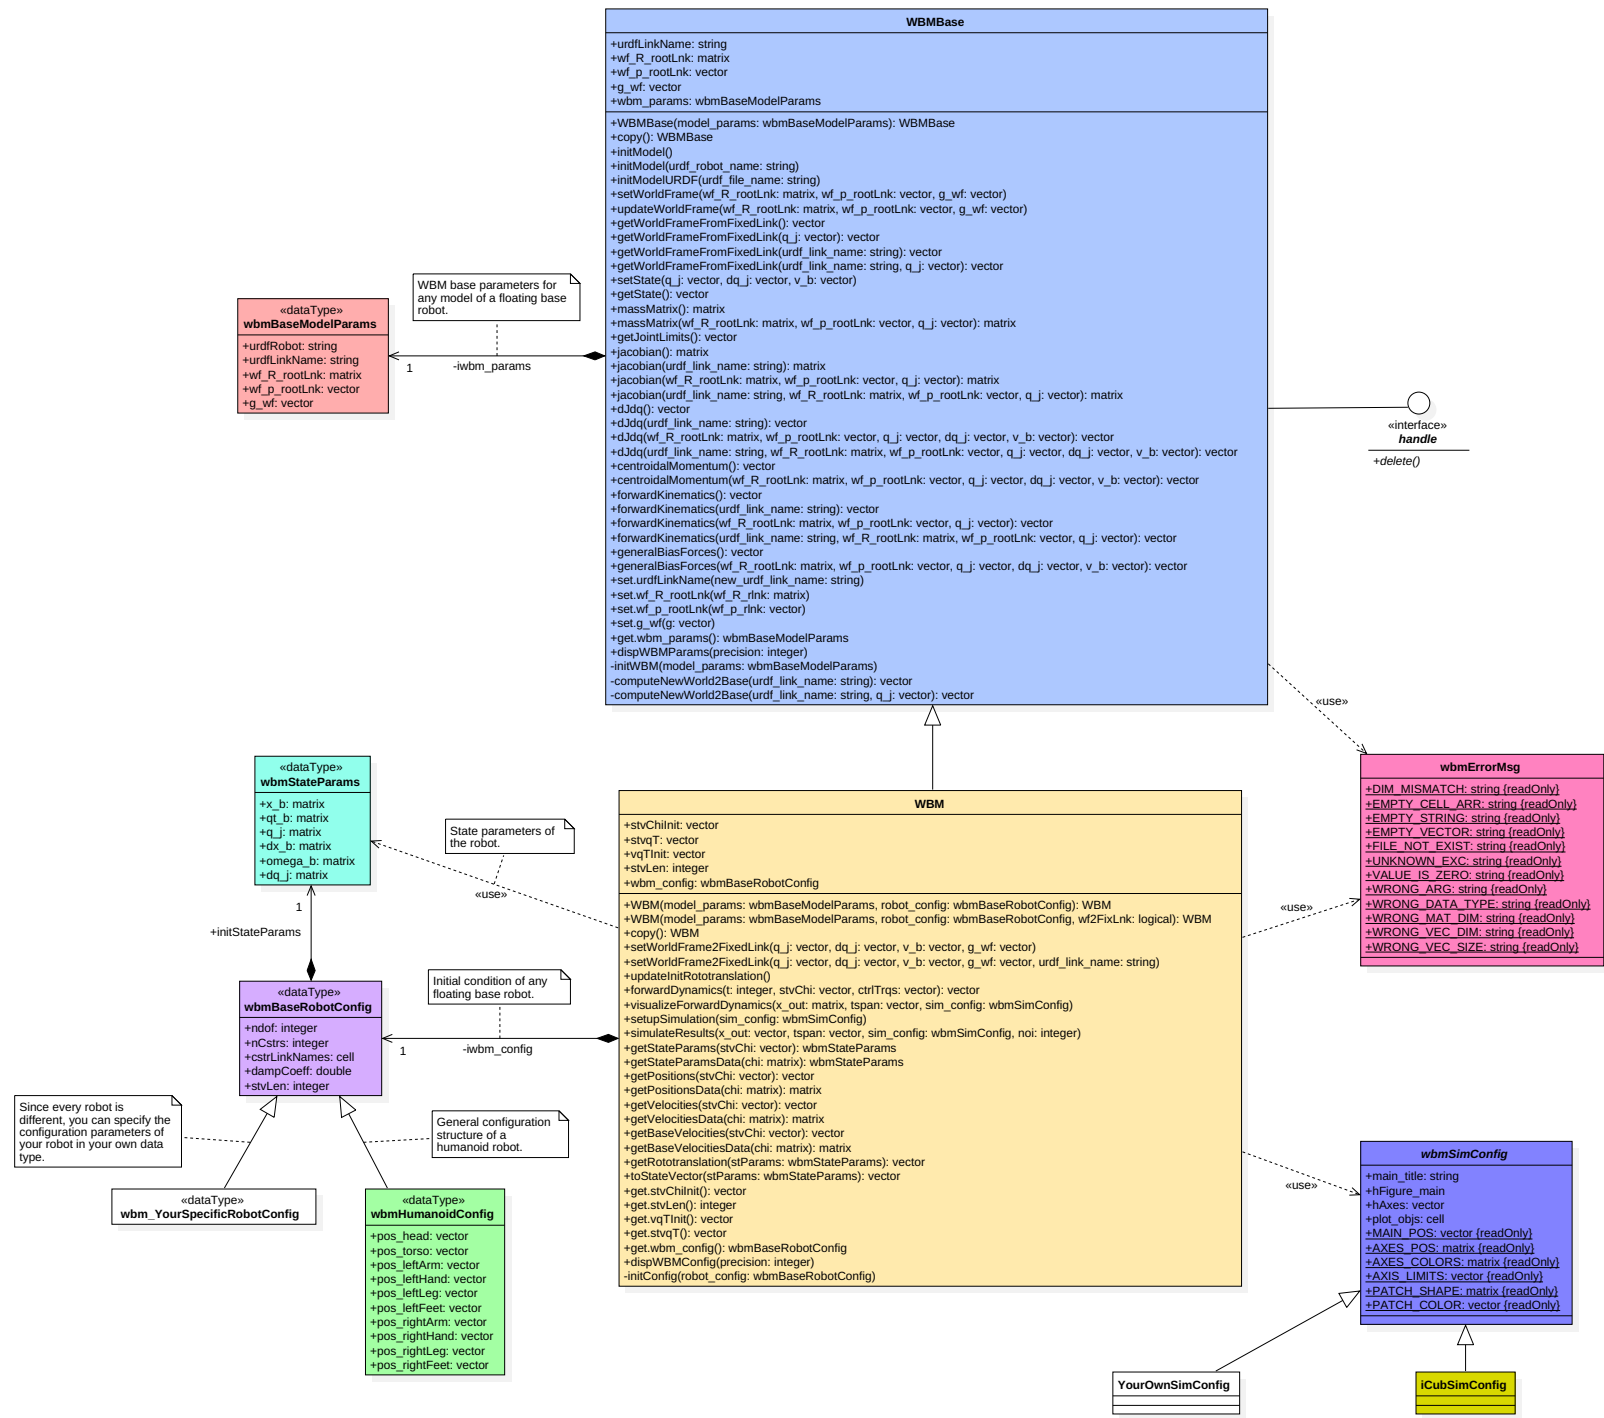 WBMBase
+urdfLinkName: string
+wf_R_rootLnk: matrix
+wf_p_rootLnk: vector
+g_wf: vector
+wbm_params: wbmBaseModelParams
+WBMBase(model_params: wbmBaseModelParams): WBMBase
+copy(): WBMBase
+initModel()
+initModel(urdf_robot_name: string)
+initModelURDF(urdf_file_name: string)
+setWorldFrame(wf_R_rootLnk: matrix, wf_p_rootLnk: vector, g_wf: vector)
+updateWorldFrame(wf_R_rootLnk: matrix, wf_p_rootLnk: vector, g_wf: vector)
+getWorldFrameFromFixedLink(): vector
+getWorldFrameFromFixedLink(q_j: vector): vector
+getWorldFrameFromFixedLink(urdf_link_name: string): vector
+getWorldFrameFromFixedLink(urdf_link_name: string, q_j: vector): vector
+setState(q_j: vector, dq_j: vector, v_b: vector)
+getState(): vector
+massMatrix(): matrix
+massMatrix(wf_R_rootLnk: matrix, wf_p_rootLnk: vector, q_j: vector): matrix
+getJointLimits(): vector
+jacobian(): matrix
+jacobian(urdf_link_name: string): matrix
+jacobian(wf_R_rootLnk: matrix, wf_p_rootLnk: vector, q_j: vector): matrix
+jacobian(urdf_link_name: string, wf_R_rootLnk: matrix, wf_p_rootLnk: vector, q_j: vector): matrix
+dJdq(): vector
+dJdq(urdf_link_name: string): vector
+dJdq(wf_R_rootLnk: matrix, wf_p_rootLnk: vector, q_j: vector, dq_j: vector, v_b: vector): vector
+dJdq(urdf_link_name: string, wf_R_rootLnk: matrix, wf_p_rootLnk: vector, q_j: vector, dq_j: vector, v_b: vector): vector
+centroidalMomentum(): vector
+centroidalMomentum(wf_R_rootLnk: matrix, wf_p_rootLnk: vector, q_j: vector, dq_j: vector, v_b: vector): vector
+forwardKinematics(): vector
+forwardKinematics(urdf_link_name: string): vector
+forwardKinematics(wf_R_rootLnk: matrix, wf_p_rootLnk: vector, q_j: vector): vector
+forwardKinematics(urdf_link_name: string, wf_R_rootLnk: matrix, wf_p_rootLnk: vector, q_j: vector): vector
+generalBiasForces(): vector
+generalBiasForces(wf_R_rootLnk: matrix, wf_p_rootLnk: vector, q_j: vector, dq_j: vector, v_b: vector): vector
+set.urdfLinkName(new_urdf_link_name: string)
+set.wf_R_rootLnk(wf_R_rlnk: matrix)
+set.wf_p_rootLnk(wf_p_rlnk: vector)
+set.g_wf(g: vector)
+get.wbm_params(): wbmBaseModelParams
+dispWBMParams(precision: integer)
-initWBM(model_params: wbmBaseModelParams)
-computeNewWorld2Base(urdf_link_name: string): vector
-computeNewWorld2Base(urdf_link_name: string, q_j: vector): vector
WBM base parameters for
any model of a floating base
robot.
«dataType»
wbmBaseModelParams
+urdfRobot: string
+urdfLinkName: string
+wf_R_rootLnk: matrix
+wf_p_rootLnk: vector
+g_wf: vector
1
-iwbm_params
«interface»
handle
+delete()
«use»
«dataType»
wbmStateParams
+x_b: matrix
+qt_b: matrix
+q_j: matrix
+dx_b: matrix
+omega_b: matrix
+dq_j: matrix
State parameters of
the robot.
«use»
1
+initStateParams
WBM
+stvChiInit: vector
+stvqT: vector
+vqTInit: vector
+stvLen: integer
+wbm_config: wbmBaseRobotConfig
+WBM(model_params: wbmBaseModelParams, robot_config: wbmBaseRobotConfig): WBM
+WBM(model_params: wbmBaseModelParams, robot_config: wbmBaseRobotConfig, wf2FixLnk: logical): WBM
+copy(): WBM
+setWorldFrame2FixedLink(q_j: vector, dq_j: vector, v_b: vector, g_wf: vector)
+setWorldFrame2FixedLink(q_j: vector, dq_j: vector, v_b: vector, g_wf: vector, urdf_link_name: string)
+updateInitRototranslation()
+forwardDynamics(t: integer, stvChi: vector, ctrlTrqs: vector): vector
+visualizeForwardDynamics(x_out: matrix, tspan: vector, sim_config: wbmSimConfig)
+setupSimulation(sim_config: wbmSimConfig)
+simulateResults(x_out: vector, tspan: vector, sim_config: wbmSimConfig, noi: integer)
+getStateParams(stvChi: vector): wbmStateParams
+getStateParamsData(chi: matrix): wbmStateParams
+getPositions(stvChi: vector): vector
+getPositionsData(chi: matrix): matrix
+getVelocities(stvChi: vector): vector
+getVelocitiesData(chi: matrix): matrix
+getBaseVelocities(stvChi: vector): vector
+getBaseVelocitiesData(chi: matrix): matrix
+getRototranslation(stParams: wbmStateParams): vector
+toStateVector(stParams: wbmStateParams): vector
+get.stvChiInit(): vector
+get.stvLen(): integer
+get.vqTInit(): vector
+get.stvqT(): vector
+get.wbm_config(): wbmBaseRobotConfig
+dispWBMConfig(precision: integer)
-initConfig(robot_config: wbmBaseRobotConfig)
«use»
wbmErrorMsg
+DIM_MISMATCH: string {readOnly}
+EMPTY_CELL_ARR: string {readOnly}
+EMPTY_STRING: string {readOnly}
+EMPTY_VECTOR: string {readOnly}
+FILE_NOT_EXIST: string {readOnly}
+UNKNOWN_EXC: string {readOnly}
+VALUE_IS_ZERO: string {readOnly}
+WRONG_ARG: string {readOnly}
+WRONG_DATA_TYPE: string {readOnly}
+WRONG_MAT_DIM: string {readOnly}
+WRONG_VEC_DIM: string {readOnly}
+WRONG_VEC_SIZE: string {readOnly}
«dataType»
wbmBaseRobotConfig
+ndof: integer
+nCstrs: integer
+cstrLinkNames: cell
+dampCoeff: double
+stvLen: integer
Initial condition of any
floating base robot.
1
-iwbm_config
Since every robot is
different, you can specify the
configuration parameters of
your robot in your own data
type.
General configuration
structure of a
humanoid robot.
«dataType»
wbm_YourSpecificRobotConfig
«dataType»
wbmHumanoidConfig
+pos_head: vector
+pos_torso: vector
+pos_leftArm: vector
+pos_leftHand: vector
+pos_leftLeg: vector
+pos_leftFeet: vector
+pos_rightArm: vector
+pos_rightHand: vector
+pos_rightLeg: vector
+pos_rightFeet: vector
«use»
wbmSimConfig
+main_title: string
+hFigure_main
+hAxes: vector
+plot_objs: cell
+MAIN_POS: vector {readOnly}
+AXES_POS: matrix {readOnly}
+AXES_COLORS: matrix {readOnly}
+AXIS_LIMITS: vector {readOnly}
+PATCH_SHAPE: matrix {readOnly}
+PATCH_COLOR: vector {readOnly}
YourOwnSimConfig
iCubSimConfig